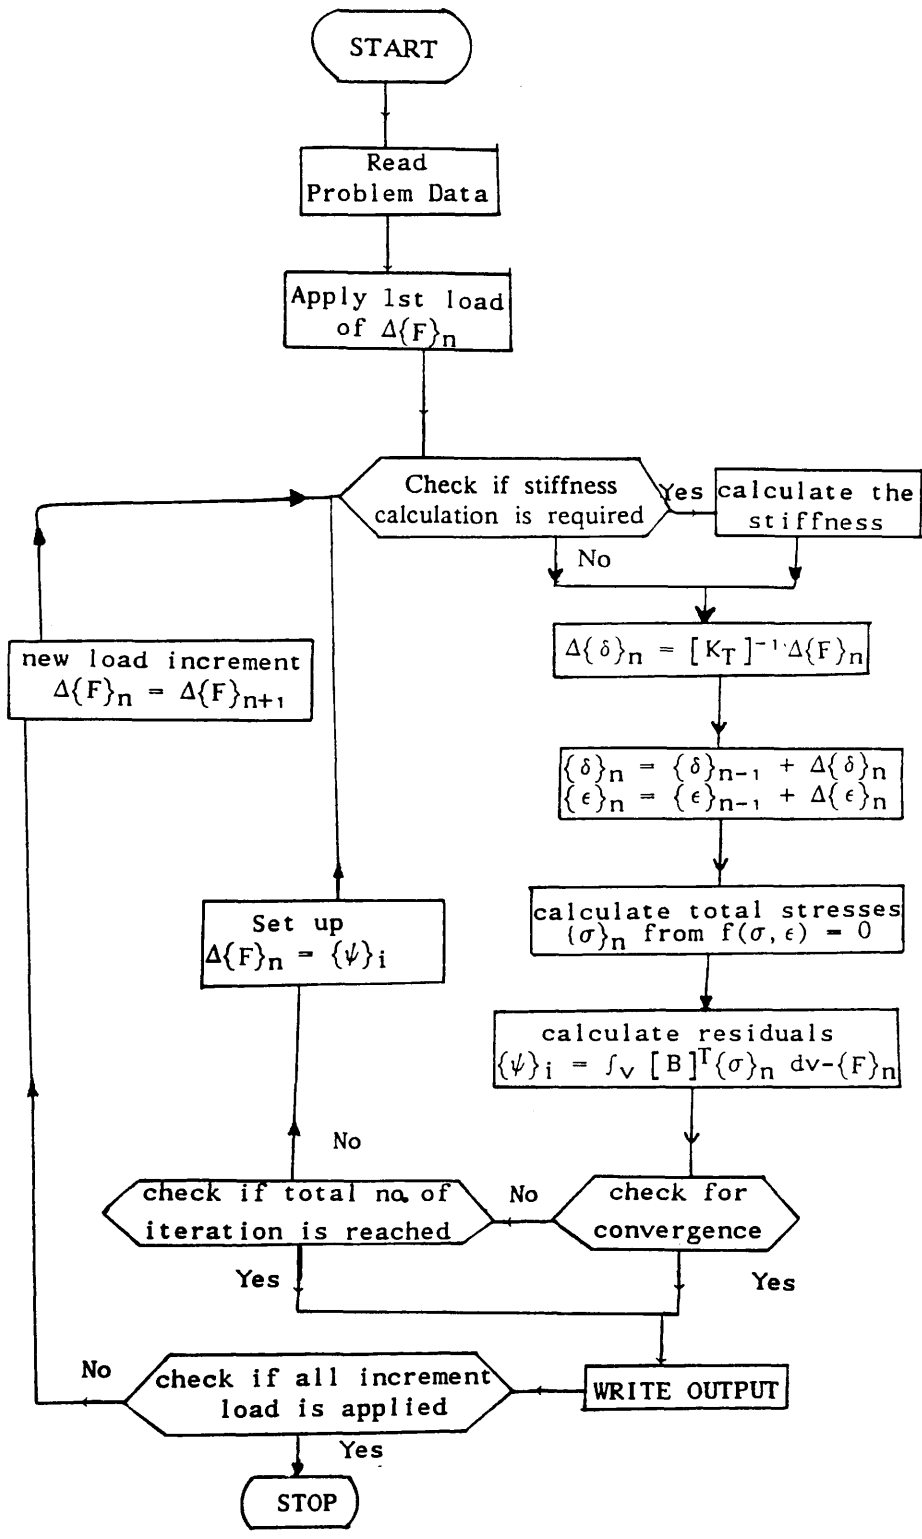 START
Read
Problem Data
Apply 1st load
of Δ{F}n
Check if stiffness
calculation is required
Yes
calculate the
stiffness
No
Δ{δ}n = [KT]-1·Δ{F}n
new load increment
Δ{F}n = Δ{F}n+1
{δ}n = {δ}n-1 + Δ{δ}n
{ϵ}n = {ϵ}n-1 + Δ{ϵ}n
Set up
Δ{F}n = {ψ}i
calculate total stresses
{σ}n from f(σ,ϵ) = 0
calculate residuals
{ψ}i = ∫v [B]T{σ}n dv-{F}n
No
check if total no. of
iteration is reached
No
check for
convergence
Yes
Yes
No
check if all increment
load is applied
WRITE OUTPUT
Yes
STOP